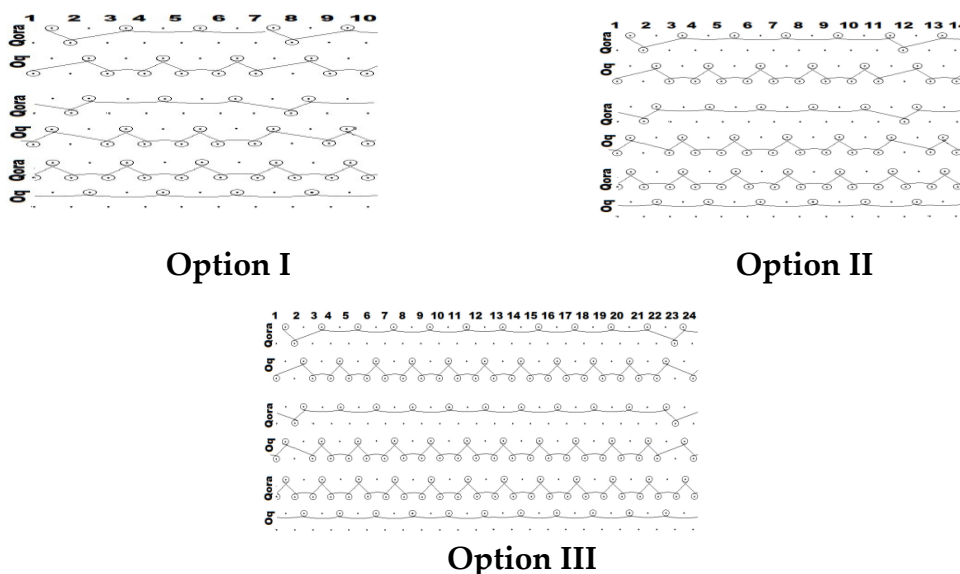 1 2 3 4 5 6 7 8 9 10
Qora
Oq
Qora
Oq
Qora
Oq
Option I
1 2 3 4 5 6 7 8 9 10 11 12 13 14
Qora
Oq
Qora
Oq
Qora
Oq
Option II
1 2 3 4 5 6 7 8 9 10 11 12 13 14 15 16 17 18 19 20 21 22 23 24
Qora
Oq
Qora
Oq
Qora
Oq
Option III